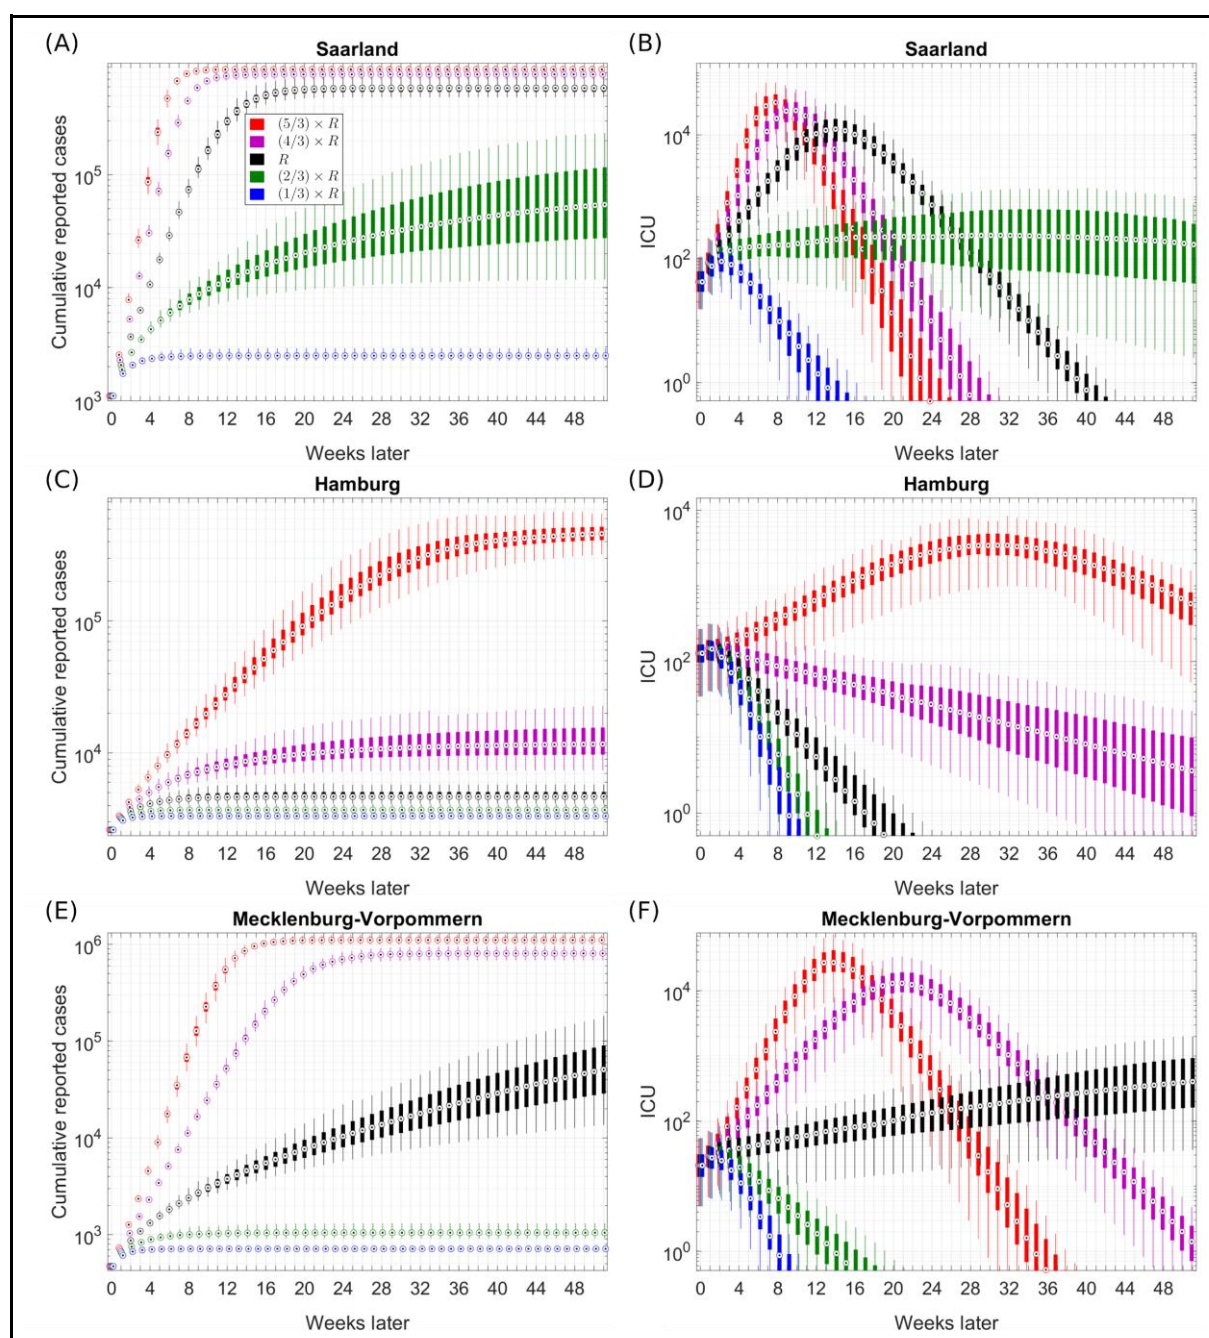 (A)
Saarland
Cumulative reported cases
10^5
10^4
10^3
(5/3) × R
(4/3) × R
R
(2/3) × R
(1/3) × R
0 4 8 12 16 20 24 28 32 36 40 44 48
Weeks later
(B)
Saarland
ICU
10^4
10^2
10^0
0 4 8 12 16 20 24 28 32 36 40 44 48
Weeks later
(C)
Hamburg
Cumulative reported cases
10^5
10^4
0 4 8 12 16 20 24 28 32 36 40 44 48
Weeks later
(D)
Hamburg
ICU
10^4
10^2
10^0
0 4 8 12 16 20 24 28 32 36 40 44 48
Weeks later
(E)
Mecklenburg-Vorpommern
Cumulative reported cases
10^6
10^5
10^4
10^3
0 4 8 12 16 20 24 28 32 36 40 44 48
Weeks later
(F)
Mecklenburg-Vorpommern
ICU
10^4
10^2
10^0
0 4 8 12 16 20 24 28 32 36 40 44 48
Weeks later